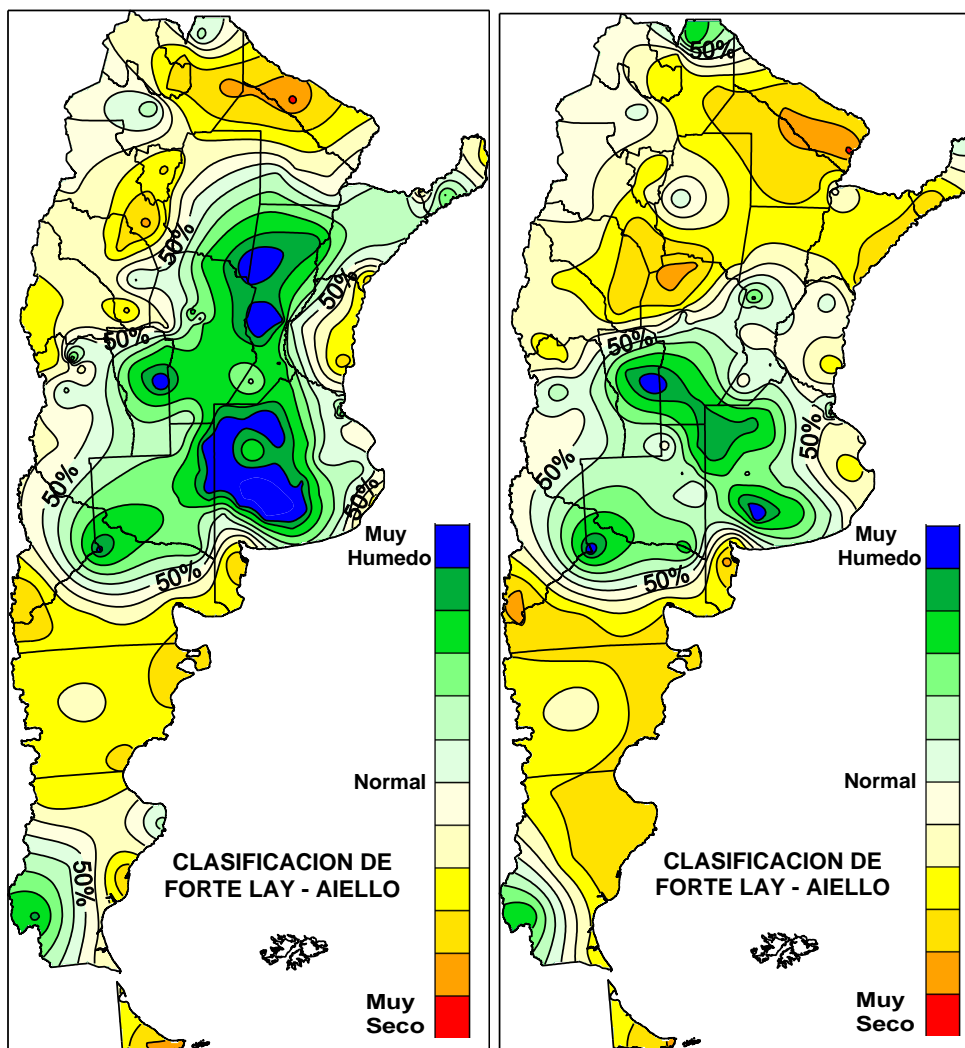 50%
50%
50%
50%
50%
50%
50%
Muy
Humedo
Normal
CLASIFICACION DE
FORTE LAY - AIELLO
Muy
Seco
50%
50%
50%
50%
50%
Muy
Humedo
Normal
CLASIFICACION DE
FORTE LAY - AIELLO
Muy
Seco